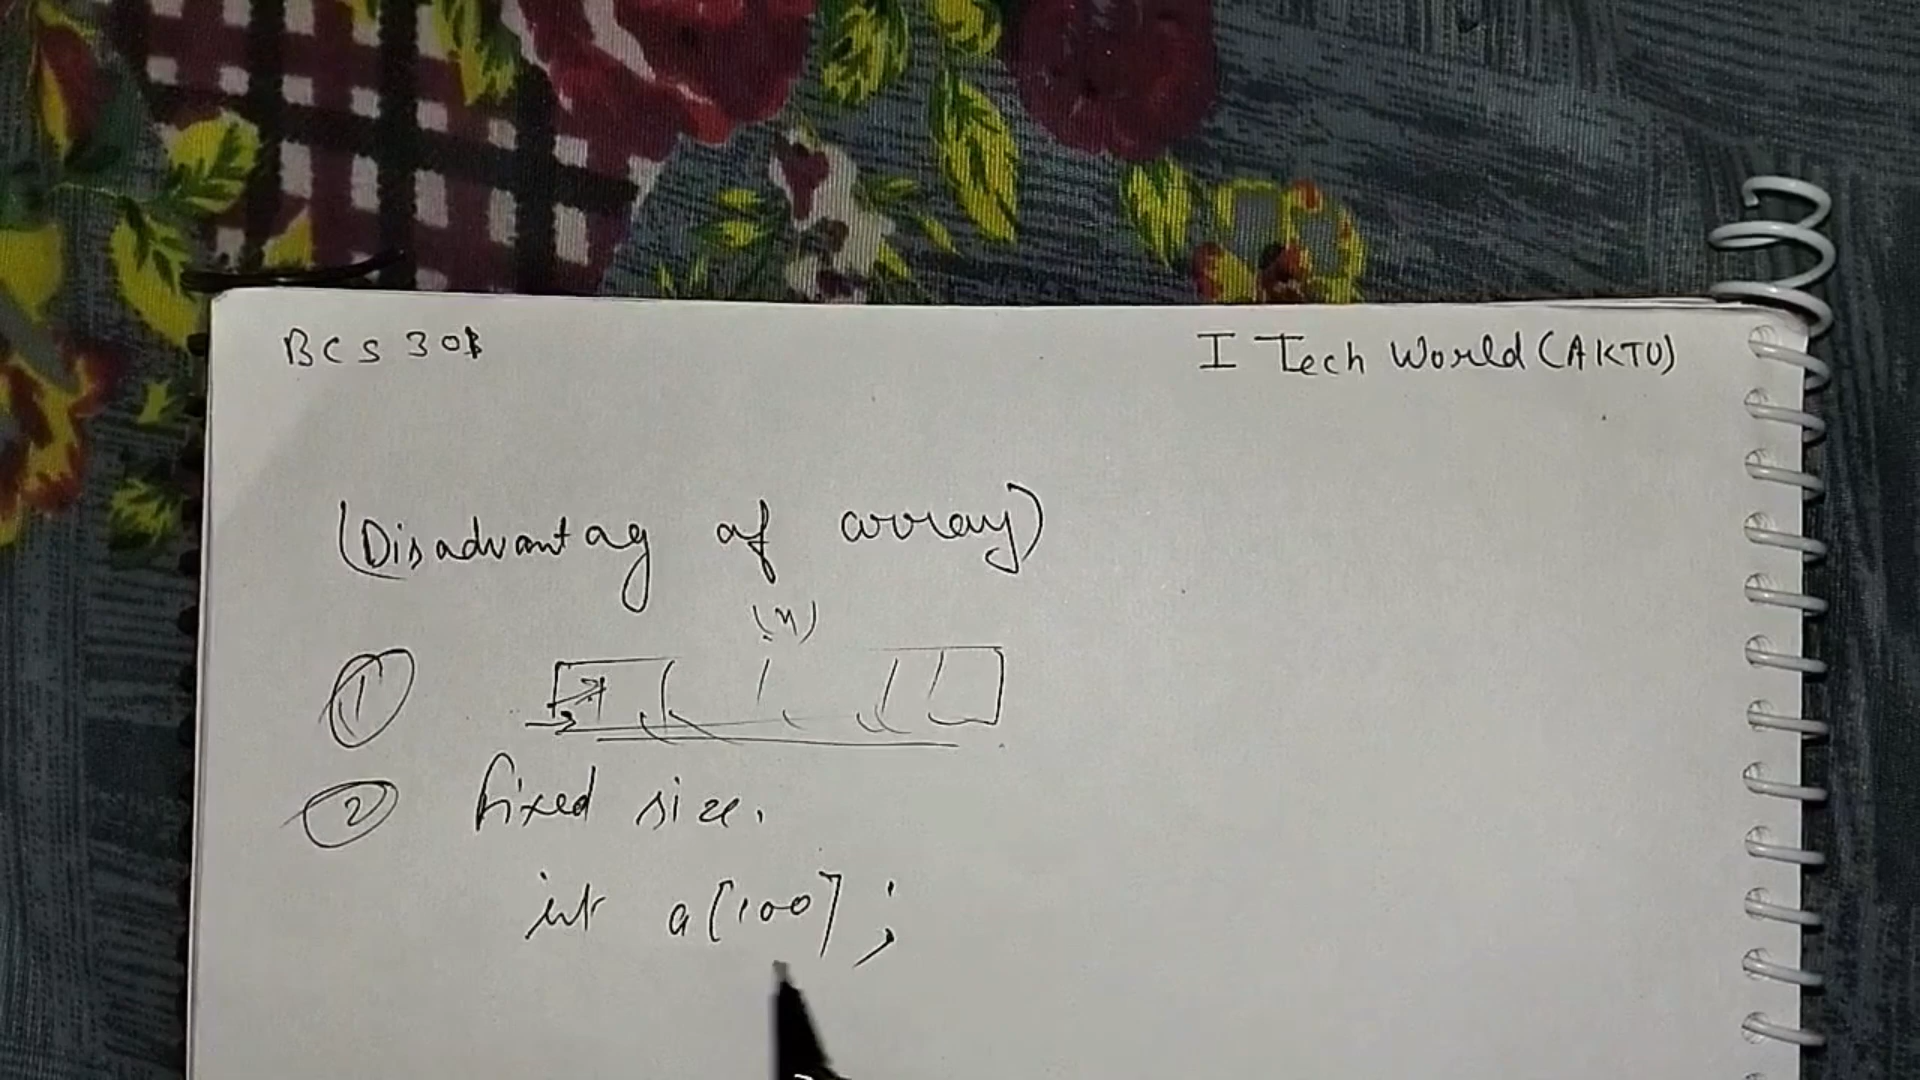 BCS 301
I Tech World (AKTU)
(Disadvantag of array)
(n)
①
② fixed size.
int a[100];